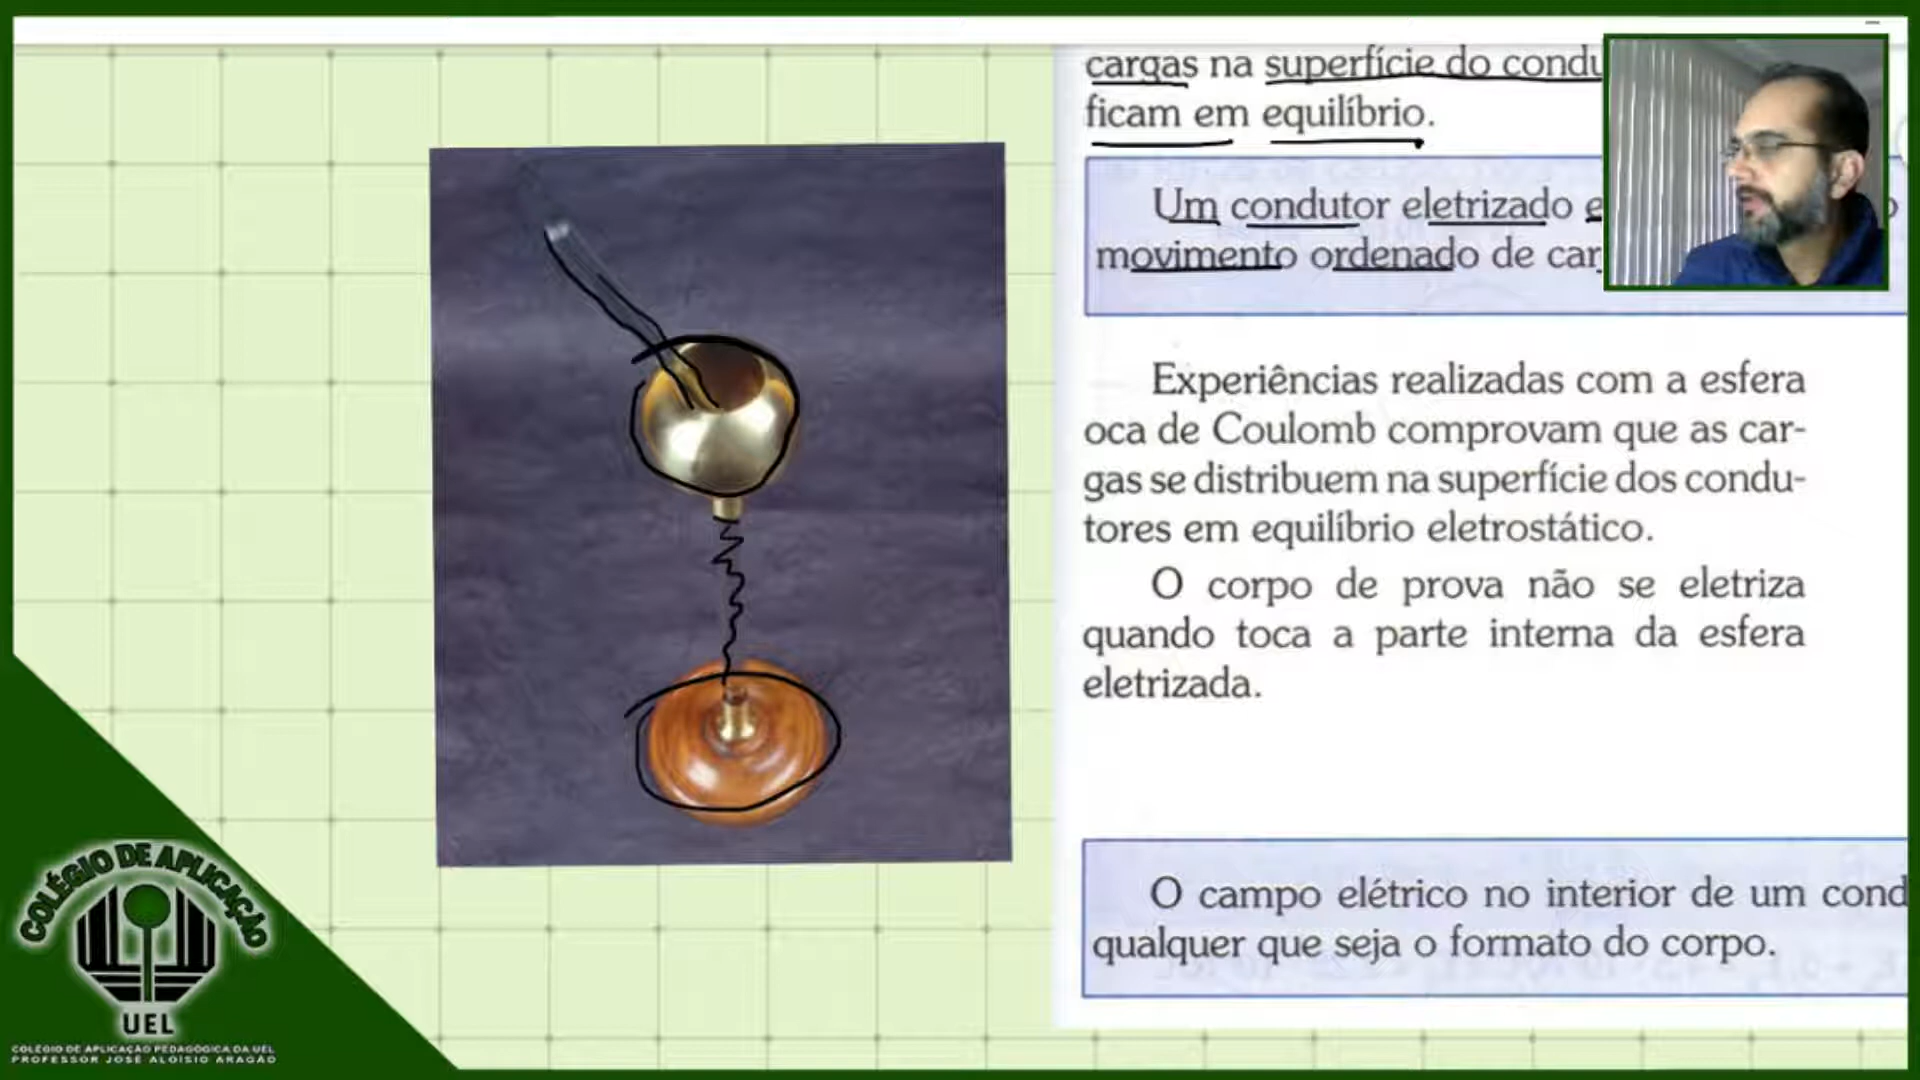 cargas na superfície do
ficam em equilíbrio.
Um condutor eletrizado
movimento ordenado de
Experiências realizadas com a esfera
oca de Coulomb comprovam que as car-
gas se distribuem na superfície dos condu-
tores em equilíbrio eletrostático.
O corpo de prova não se eletriza
quando toca a parte interna da esfera
eletrizada.
O campo elétrico no interior de um cond
qualquer que seja o formato do corpo.
COLÉGIO DE APLICAÇÃO
UEL
COLÉGIO DE APLICAÇÃO PEDAGÓGICA DA UEL
PROFESSOR JOSÉ ALOÍSIO ARAGÃO